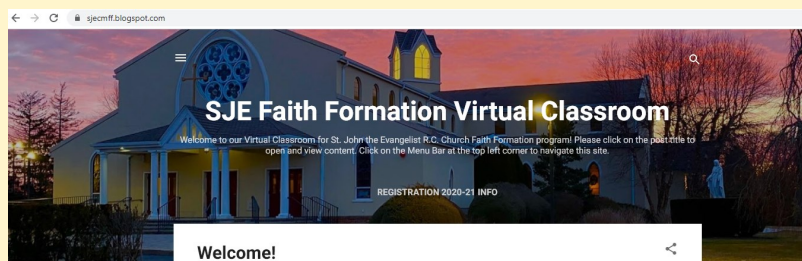 sjecmff.blogspot.com
SJE Faith Formation Virtual Classroom
Welcome to our Virtual Classroom for St. John the Evangelist R.C. Church Faith Formation program! Please click on the post title to
open and view content. Click on the Menu Bar at the top left corner to navigate this site.
REGISTRATION 2020-21 INFO
Welcome!